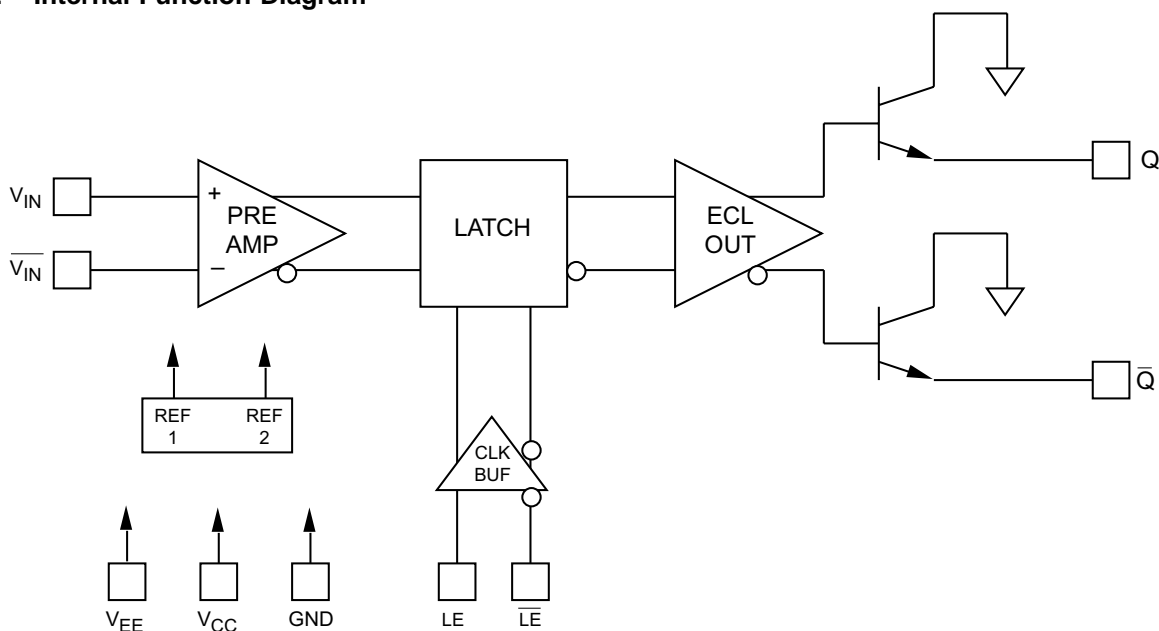 Internal Function Diagram
V_IN
V̅_̅I̅N̅
+
−
PRE
AMP
LATCH
ECL
OUT
Q
Q̅
REF
1
REF
2
CLK
BUF
V_EE
V_CC
GND
LE
L̅E̅